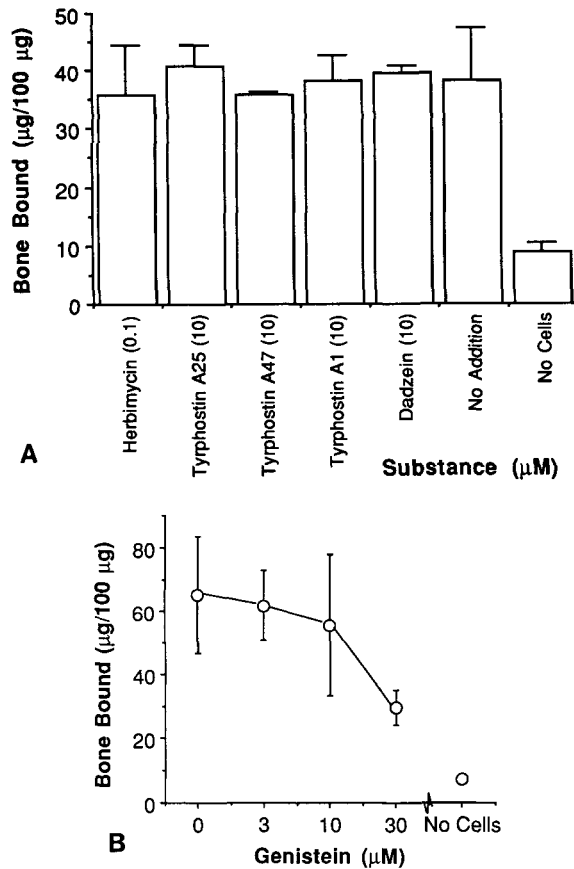 Bone Bound (μg/100 μg)
50
40
30
20
10
0
Herbimycin (0.1)
Tyrphostin A25 (10)
Tyrphostin A47 (10)
Tyrphostin A1 (10)
Dadzein (10)
No Addition
No Cells
A
Substance (μM)
Bone Bound (μg/100 μg)
80
60
40
20
0
0
3
10
30
No Cells
B
Genistein (μM)